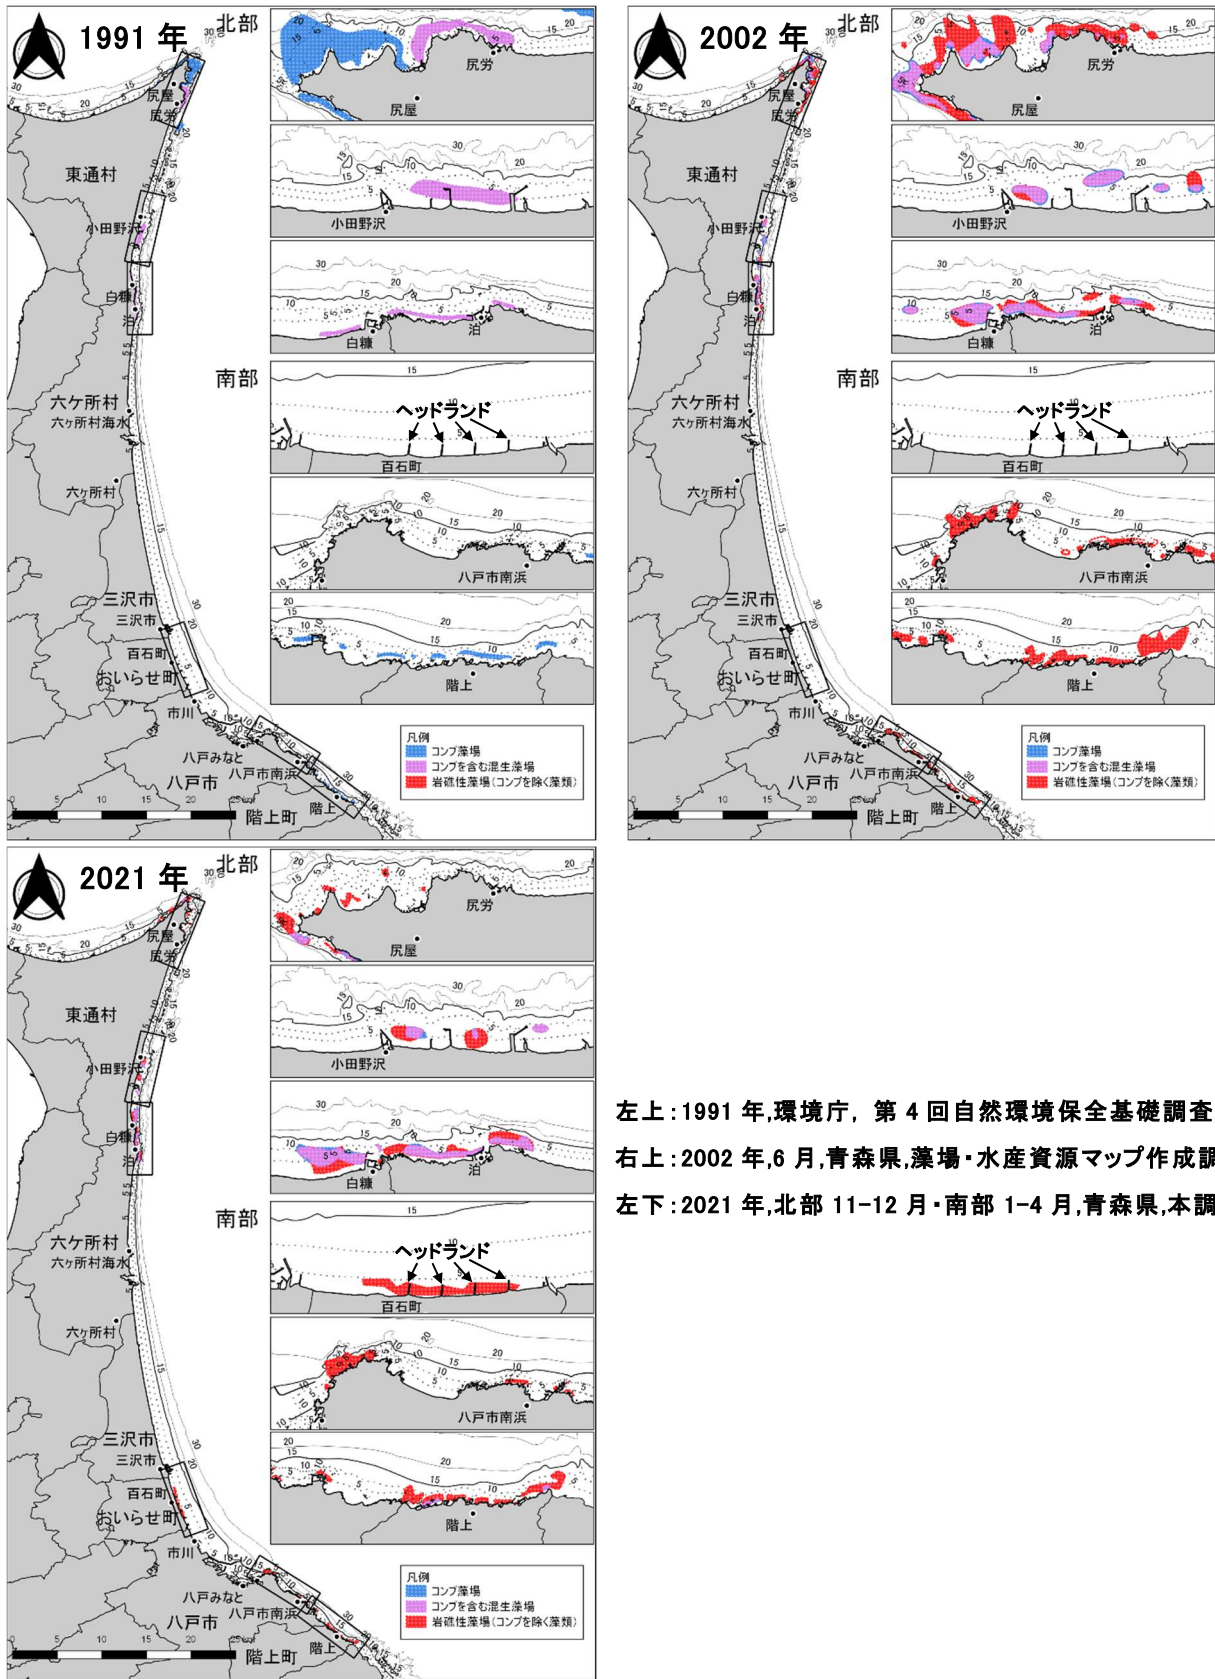 1991 年
北部
尻屋
尻労
東通村
小田野沢
白糠
泊
南部
六ケ所村
六ヶ所村海水
六ヶ所村
三沢市
三沢市
百石町
おいらせ町
市川
八戸みなと
八戸市南浜
八戸市
階上
階上町
尻労
尻屋
小田野沢
白糠
泊
ヘッドランド
百石町
八戸市南浜
階上
凡例
コンブ藻場
コンブを含む混生藻場
岩礁性藻場(コンブを除く藻類)
2002 年
北部
尻屋
尻労
東通村
小田野沢
白糠
泊
南部
六ケ所村
六ヶ所村海水
六ヶ所村
三沢市
三沢市
百石町
おいらせ町
市川
八戸みなと
八戸市南浜
八戸市
階上
階上町
尻労
尻屋
小田野沢
白糠
泊
ヘッドランド
百石町
八戸市南浜
階上
凡例
コンブ藻場
コンブを含む混生藻場
岩礁性藻場(コンブを除く藻類)
2021 年
北部
尻屋
尻労
東通村
小田野沢
白糠
泊
南部
六ケ所村
六ヶ所村海水
六ヶ所村
三沢市
三沢市
百石町
おいらせ町
市川
八戸みなと
八戸市南浜
八戸市
階上
階上町
尻労
尻屋
小田野沢
白糠
泊
ヘッドランド
百石町
八戸市南浜
階上
凡例
コンブ藻場
コンブを含む混生藻場
岩礁性藻場(コンブを除く藻類)
左上:1991 年,環境庁, 第 4 回自然環境保全基礎調査
右上:2002 年,6 月,青森県,藻場・水産資源マップ作成調
左下:2021 年,北部 11-12 月・南部 1-4 月,青森県,本調